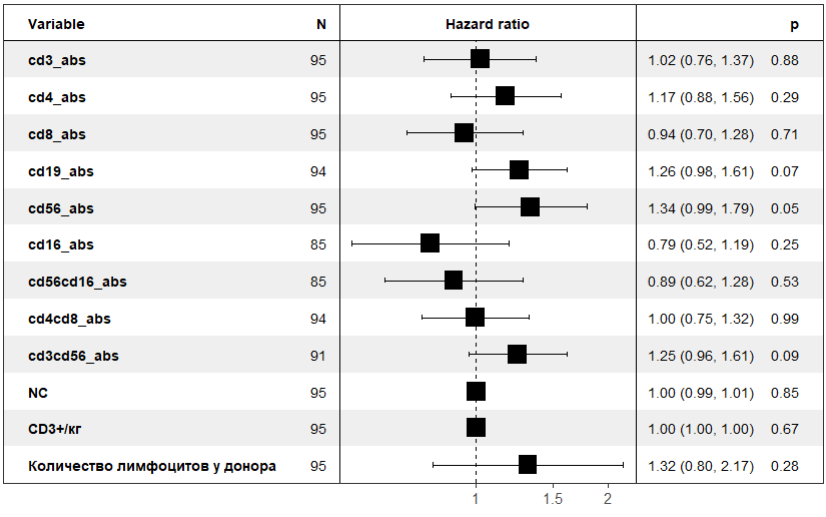 Variable N Hazard ratio p
cd3_abs 95 1.02 (0.76, 1.37) 0.88
cd4_abs 95 1.17 (0.88, 1.56) 0.29
cd8_abs 95 0.94 (0.70, 1.28) 0.71
cd19_abs 94 1.26 (0.98, 1.61) 0.07
cd56_abs 95 1.34 (0.99, 1.79) 0.05
cd16_abs 85 0.79 (0.52, 1.19) 0.25
cd56cd16_abs 85 0.89 (0.62, 1.28) 0.53
cd4cd8_abs 94 1.00 (0.75, 1.32) 0.99
cd3cd56_abs 91 1.25 (0.96, 1.61) 0.09
NC 95 1.00 (0.99, 1.01) 0.85
CD3+/кг 95 1.00 (1.00, 1.00) 0.67
Количество лимфоцитов у донора 95 1.32 (0.80, 2.17) 0.28
1 1.5 2